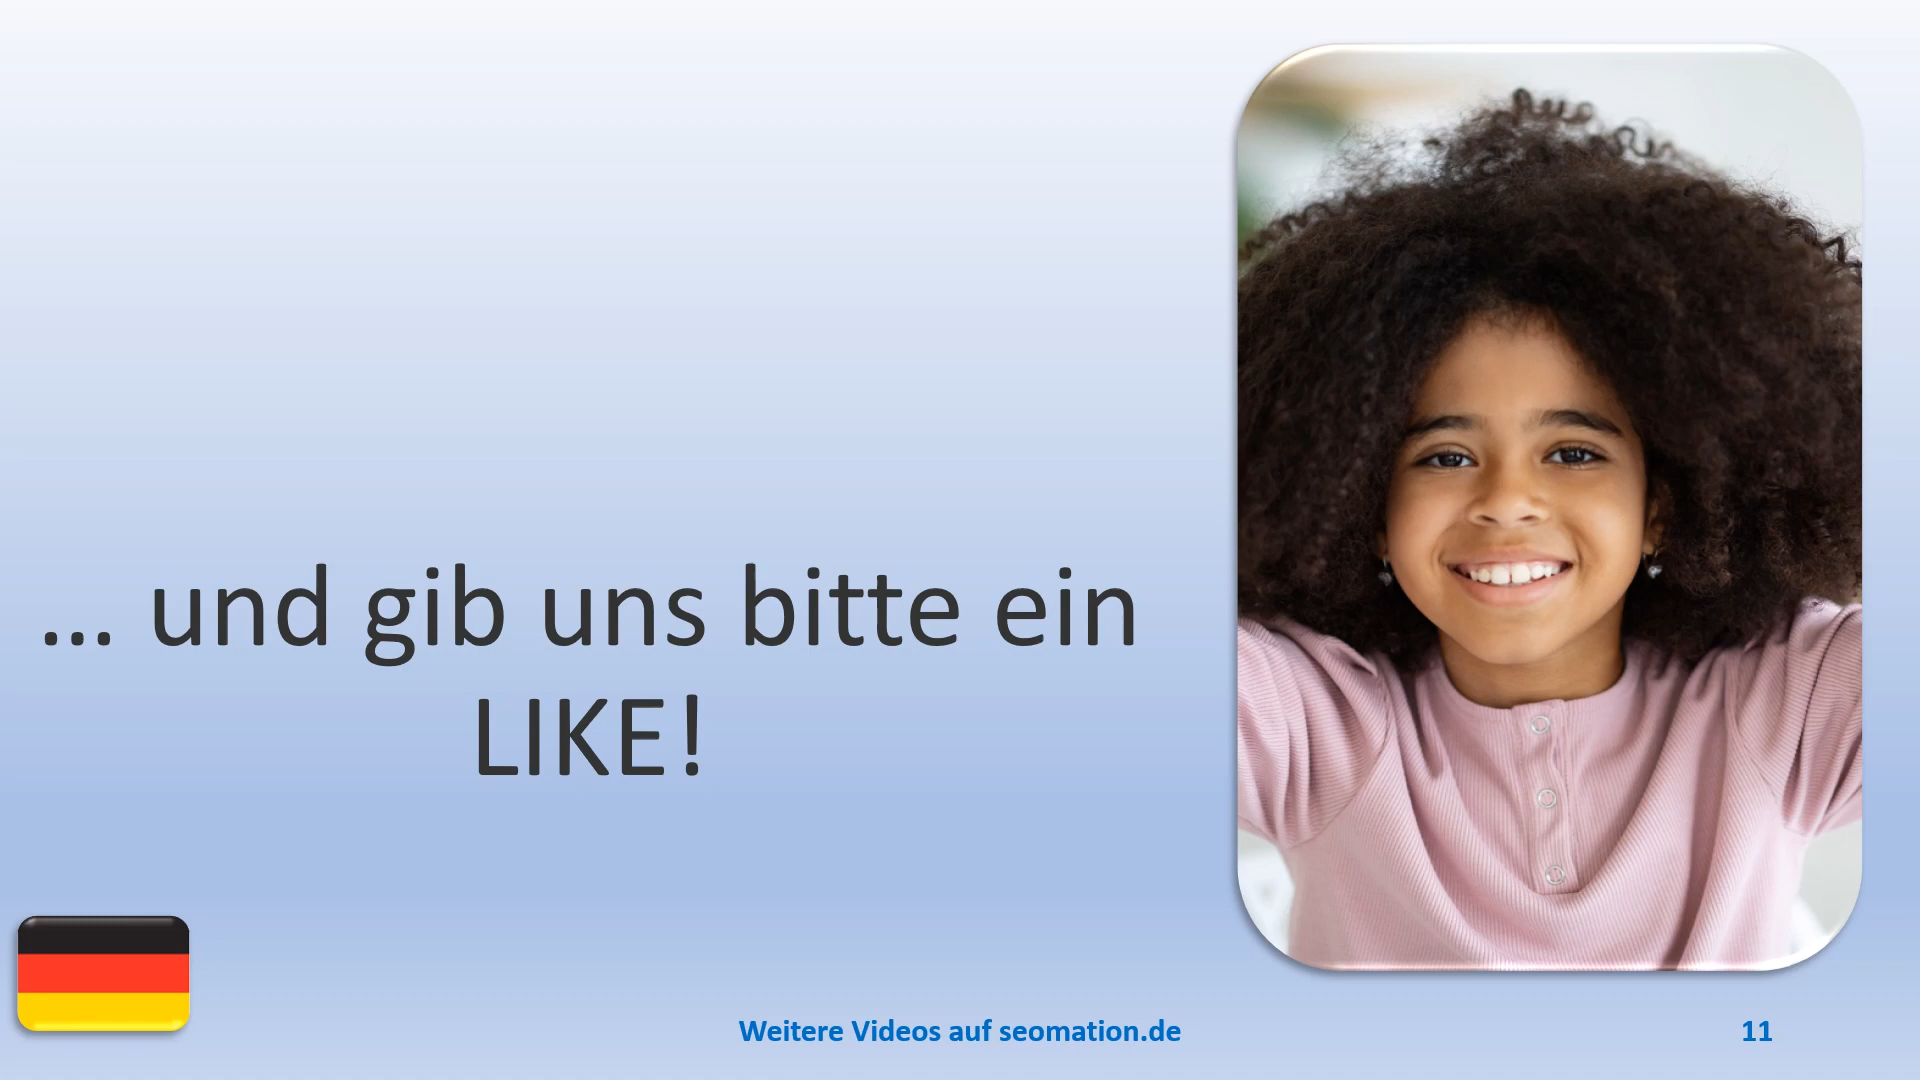 ... und gib uns bitte ein
LIKE!
Weitere Videos auf seomation.de
11